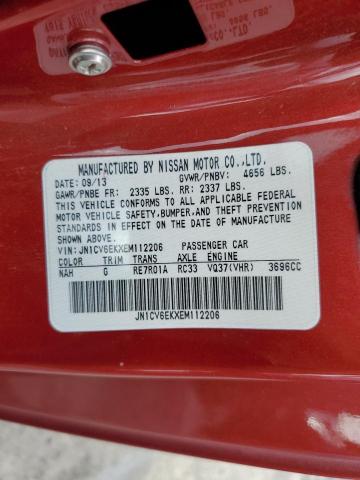 MANUFACTURED BY NISSAN MOTOR CO.,LTD.
DATE: 09/13 GVWR/PNBV: 4656 LBS.
GAWR/PNBE FR: 2335 LBS RR: 2337 LBS.
THIS VEHICLE CONFORMS TO ALL APPLICABLE FEDERAL
MOTOR VEHICLE SAFETY, BUMPER, AND THEFT PREVENTION
STANDARDS IN EFFECT ON THE DATE OF MANUFACTURE
SHOWN ABOVE.
VIN: JN1CV6EKXEM112206 PASSENGER CAR
COLOR TRIM TRANS AXLE ENGINE
NAH G RE7R01A RC33 VQ37(VHR) 3696CC
JN1CV6EKXEM112206